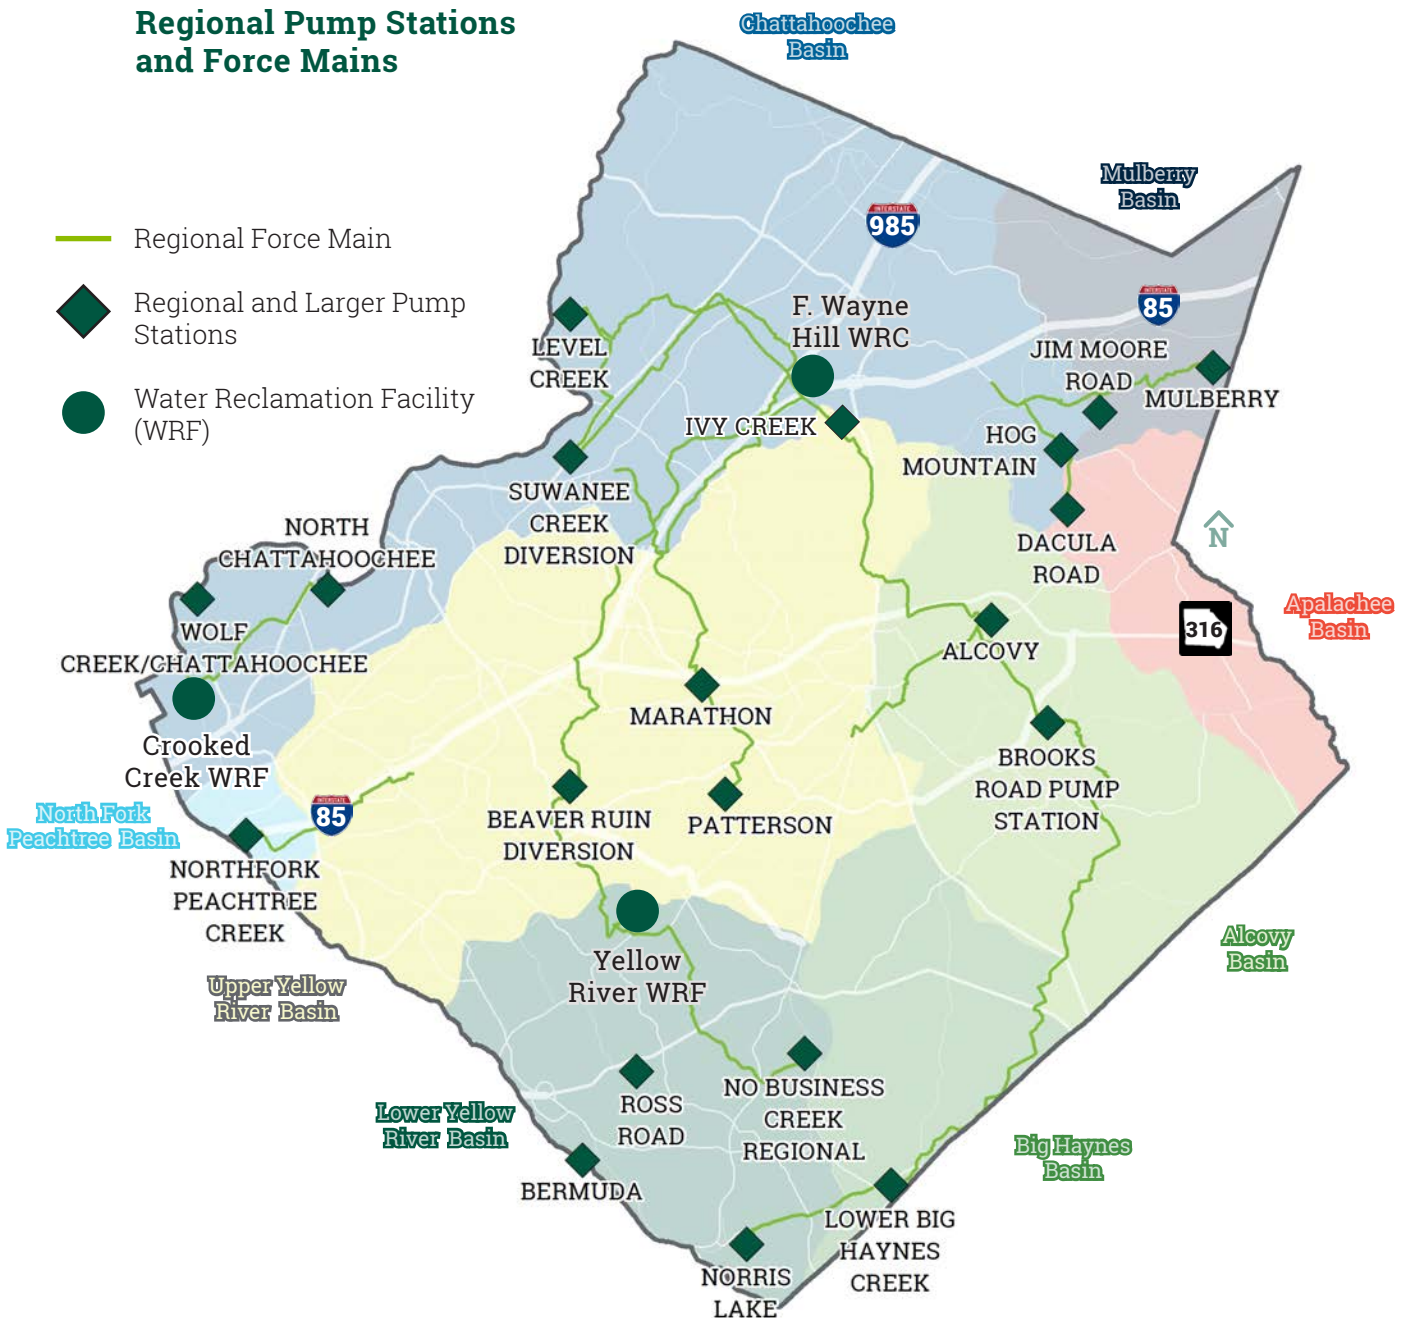 Regional Pump Stations
and Force Mains
Chattahoochee
Basin
Mulberry
Basin
Regional Force Main
Regional and Larger Pump
Stations
Water Reclamation Facility
(WRF)
INTERSTATE
985
INTERSTATE
85
F. Wayne
Hill WRC
LEVEL
CREEK
JIM MOORE
ROAD
MULBERRY
IVY CREEK
HOG
MOUNTAIN
SUWANEE
CREEK
DIVERSION
NORTH
CHATTAHOOCHEE
DACULA
ROAD
N
Apalachee
Basin
316
WOLF
CREEK/CHATTAHOOCHEE
ALCOVY
MARATHON
Crooked
Creek WRF
BROOKS
ROAD PUMP
STATION
North Fork
Peachtree Basin
INTERSTATE
85
BEAVER RUIN
DIVERSION
PATTERSON
NORTHFORK
PEACHTREE
CREEK
Alcovy
Basin
Yellow
River WRF
Upper Yellow
River Basin
NO BUSINESS
CREEK
REGIONAL
ROSS
ROAD
Lower Yellow
River Basin
Big Haynes
Basin
BERMUDA
LOWER BIG
HAYNES
CREEK
NORRIS
LAKE